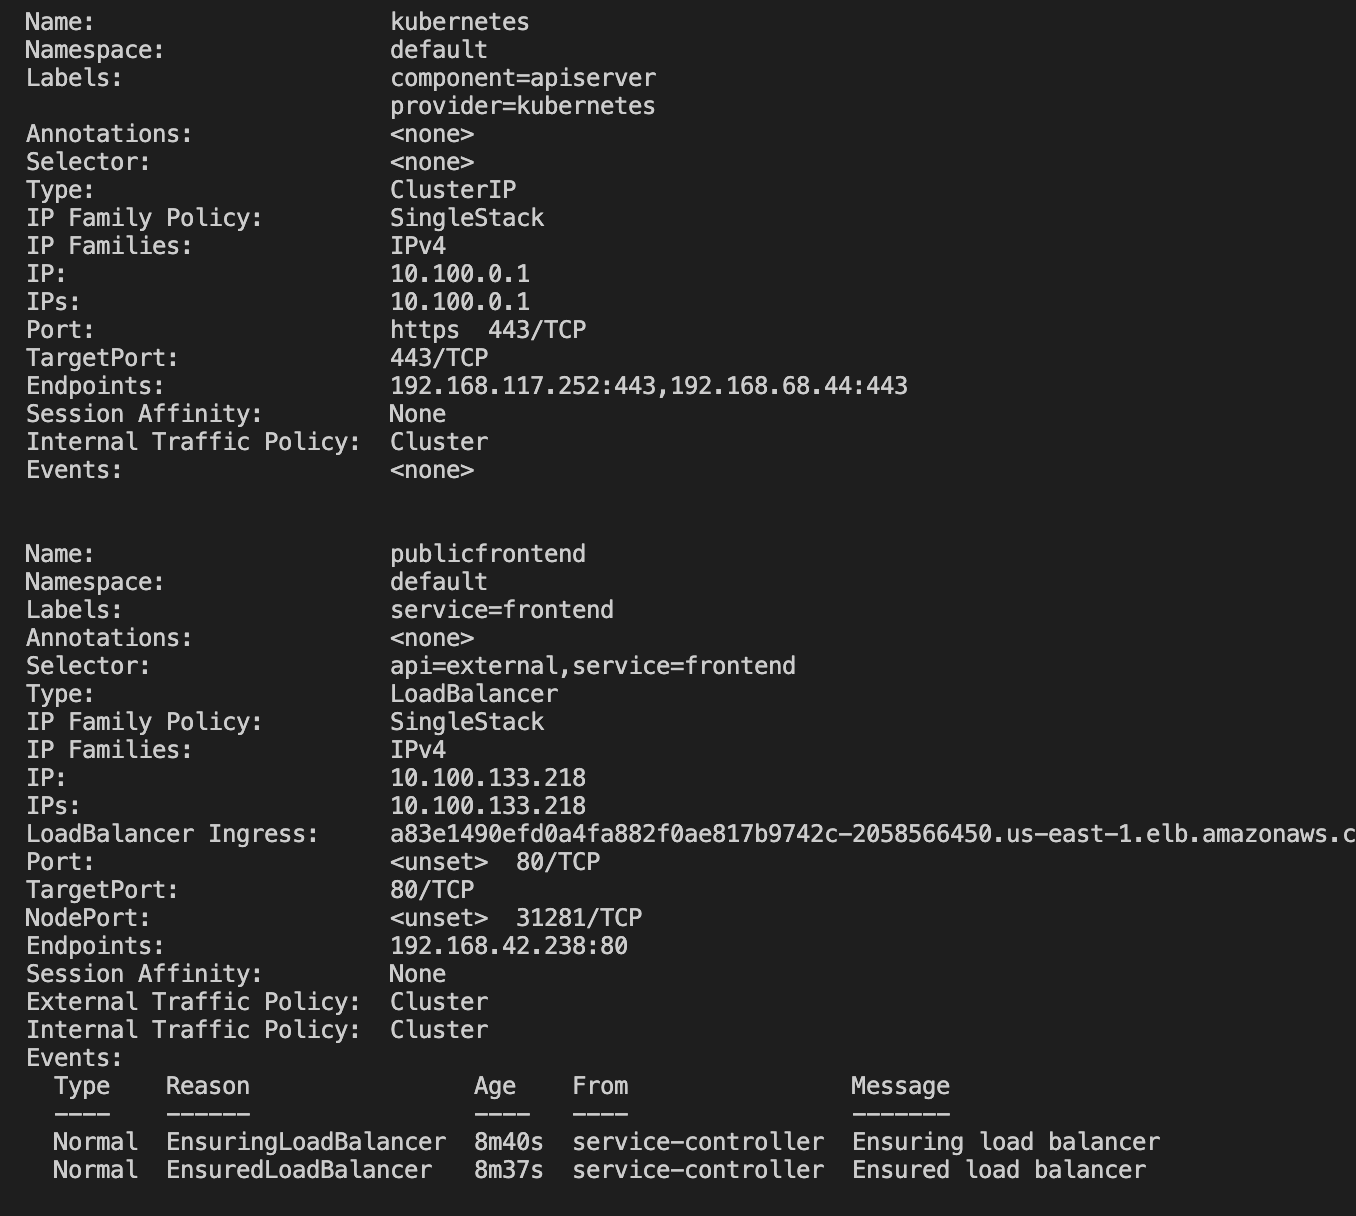 Name:                     kubernetes
Namespace:                default
Labels:                   component=apiserver
                          provider=kubernetes
Annotations:              <none>
Selector:                 <none>
Type:                     ClusterIP
IP Family Policy:         SingleStack
IP Families:              IPv4
IP:                       10.100.0.1
IPs:                      10.100.0.1
Port:                     https  443/TCP
TargetPort:               443/TCP
Endpoints:                192.168.117.252:443,192.168.68.44:443
Session Affinity:         None
Internal Traffic Policy:  Cluster
Events:                   <none>
Name:                     publicfrontend
Namespace:                default
Labels:                   service=frontend
Annotations:              <none>
Selector:                 api=external,service=frontend
Type:                     LoadBalancer
IP Family Policy:         SingleStack
IP Families:              IPv4
IP:                       10.100.133.218
IPs:                      10.100.133.218
LoadBalancer Ingress:     a83e1490efd0a4fa882f0ae817b9742c-2058566450.us-east-1.elb.amazonaws.c
Port:                     <unset>  80/TCP
TargetPort:               80/TCP
NodePort:                 <unset>  31281/TCP
Endpoints:                192.168.42.238:80
Session Affinity:         None
External Traffic Policy:  Cluster
Internal Traffic Policy:  Cluster
Events:
  Type    Reason                Age   From                Message
  ----    ------                ----  ----                -------
  Normal  EnsuringLoadBalancer  8m40s  service-controller  Ensuring load balancer
  Normal  EnsuredLoadBalancer   8m37s  service-controller  Ensured load balancer